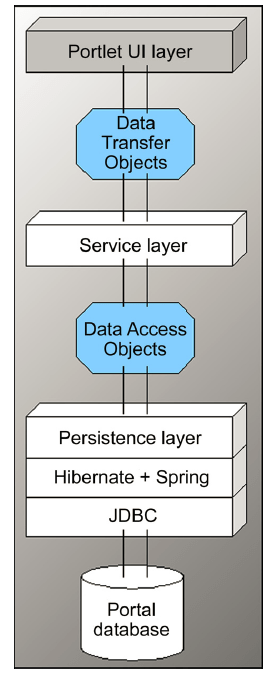 Portlet UI layer
Data
Transfer
Objects
Service layer
Data Access
Objects
Persistence layer
Hibernate + Spring
JDBC
Portal
database